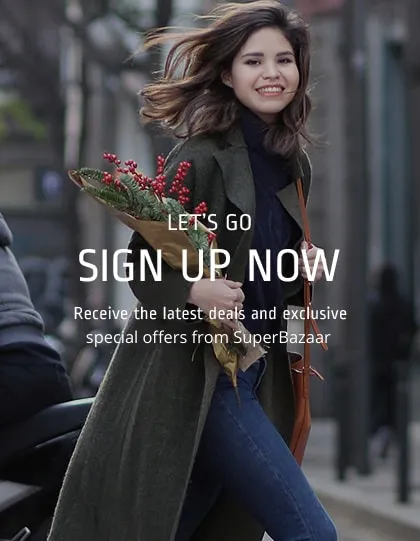 LET'S GO
SIGN UP NOW
Receive the latest deals and exclusive
special offers from SuperBazaar